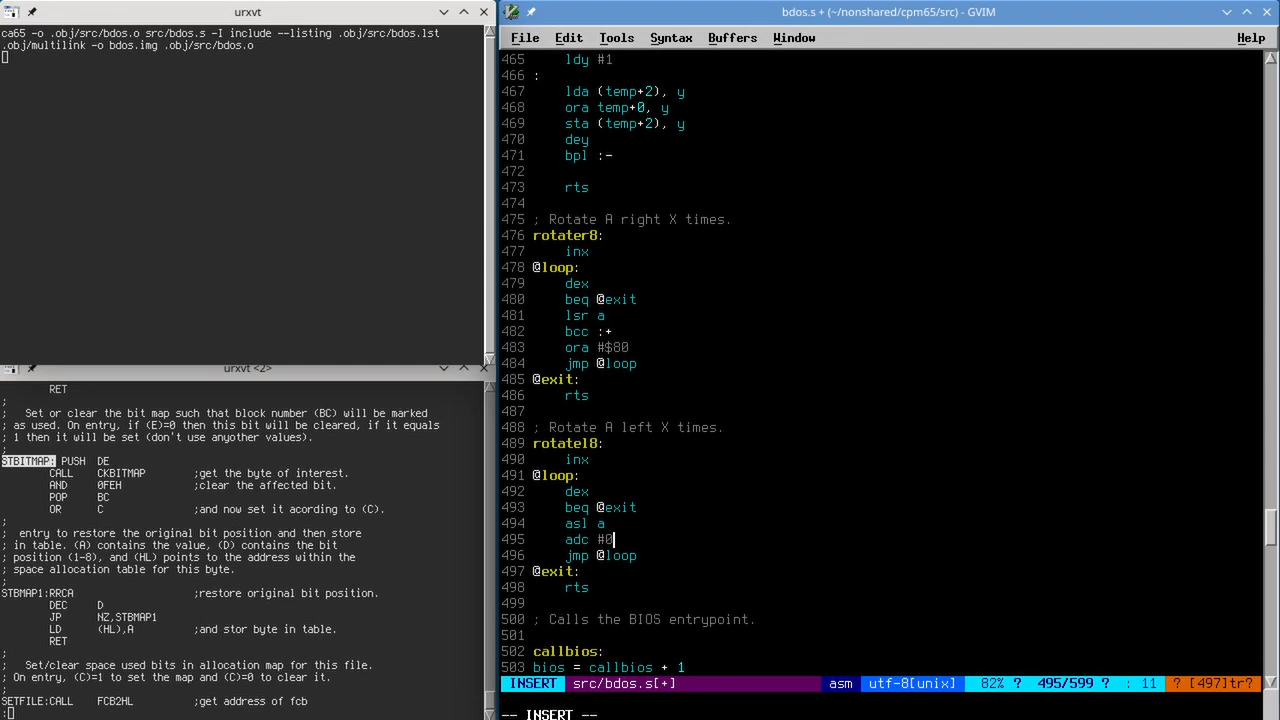 urxvt
ca65 -o .obj/src/bdos.o src/bdos.s -I include --listing .obj/src/bdos.lst
.obj/multilink -o bdos.img .obj/src/bdos.o
urxvt <2>
        RET
;
;   Set or clear the bit map such that block number (BC) will be marked
; as used. On entry, if (E)=0 then this bit will be cleared, if it equals
; 1 then it will be set (don't use anyother values).
;
STBITMAP: PUSH  DE
        CALL    CKBITMAP        ;get the byte of interest.
        AND     0FEH            ;clear the affected bit.
        POP     BC
        OR      C               ;and now set it acording to (C).
;
;  entry to restore the original bit position and then store
; in table. (A) contains the value, (D) contains the bit
; position (1-8), and (HL) points to the address within the
; space allocation table for this byte.
;
STBMAP1:RRCA                    ;restore original bit position.
        DEC     D
        JP      NZ,STBMAP1
        LD      (HL),A          ;and stor byte in table.
        RET
;
;   Set/clear space used bits in allocation map for this file.
; On entry, (C)=1 to set the map and (C)=0 to clear it.
;
SETFILE:CALL    FCB2HL          ;get address of fcb
:
bdos.s + (~/nonshared/cpm65/src) - GVIM
File Edit Tools Syntax Buffers Window Help
465     ldy #1
466 :
467     lda (temp+2), y
468     ora temp+0, y
469     sta (temp+2), y
470     dey
471     bpl :-
472
473     rts
474
475 ; Rotate A right X times.
476 rotater8:
477     inx
478 @loop:
479     dex
480     beq @exit
481     lsr a
482     bcc :+
483     ora #$80
484     jmp @loop
485 @exit:
486     rts
487
488 ; Rotate A left X times.
489 rotatel8:
490     inx
491 @loop:
492     dex
493     beq @exit
494     asl a
495     adc #0
496     jmp @loop
497 @exit:
498     rts
499
500 ; Calls the BIOS entrypoint.
501
502 callbios:
503 bios = callbios + 1
INSERT src/bdos.s[+] asm utf-8[unix] 82% ? 495/599 ? : 11 ? [497]tr?
-- INSERT --